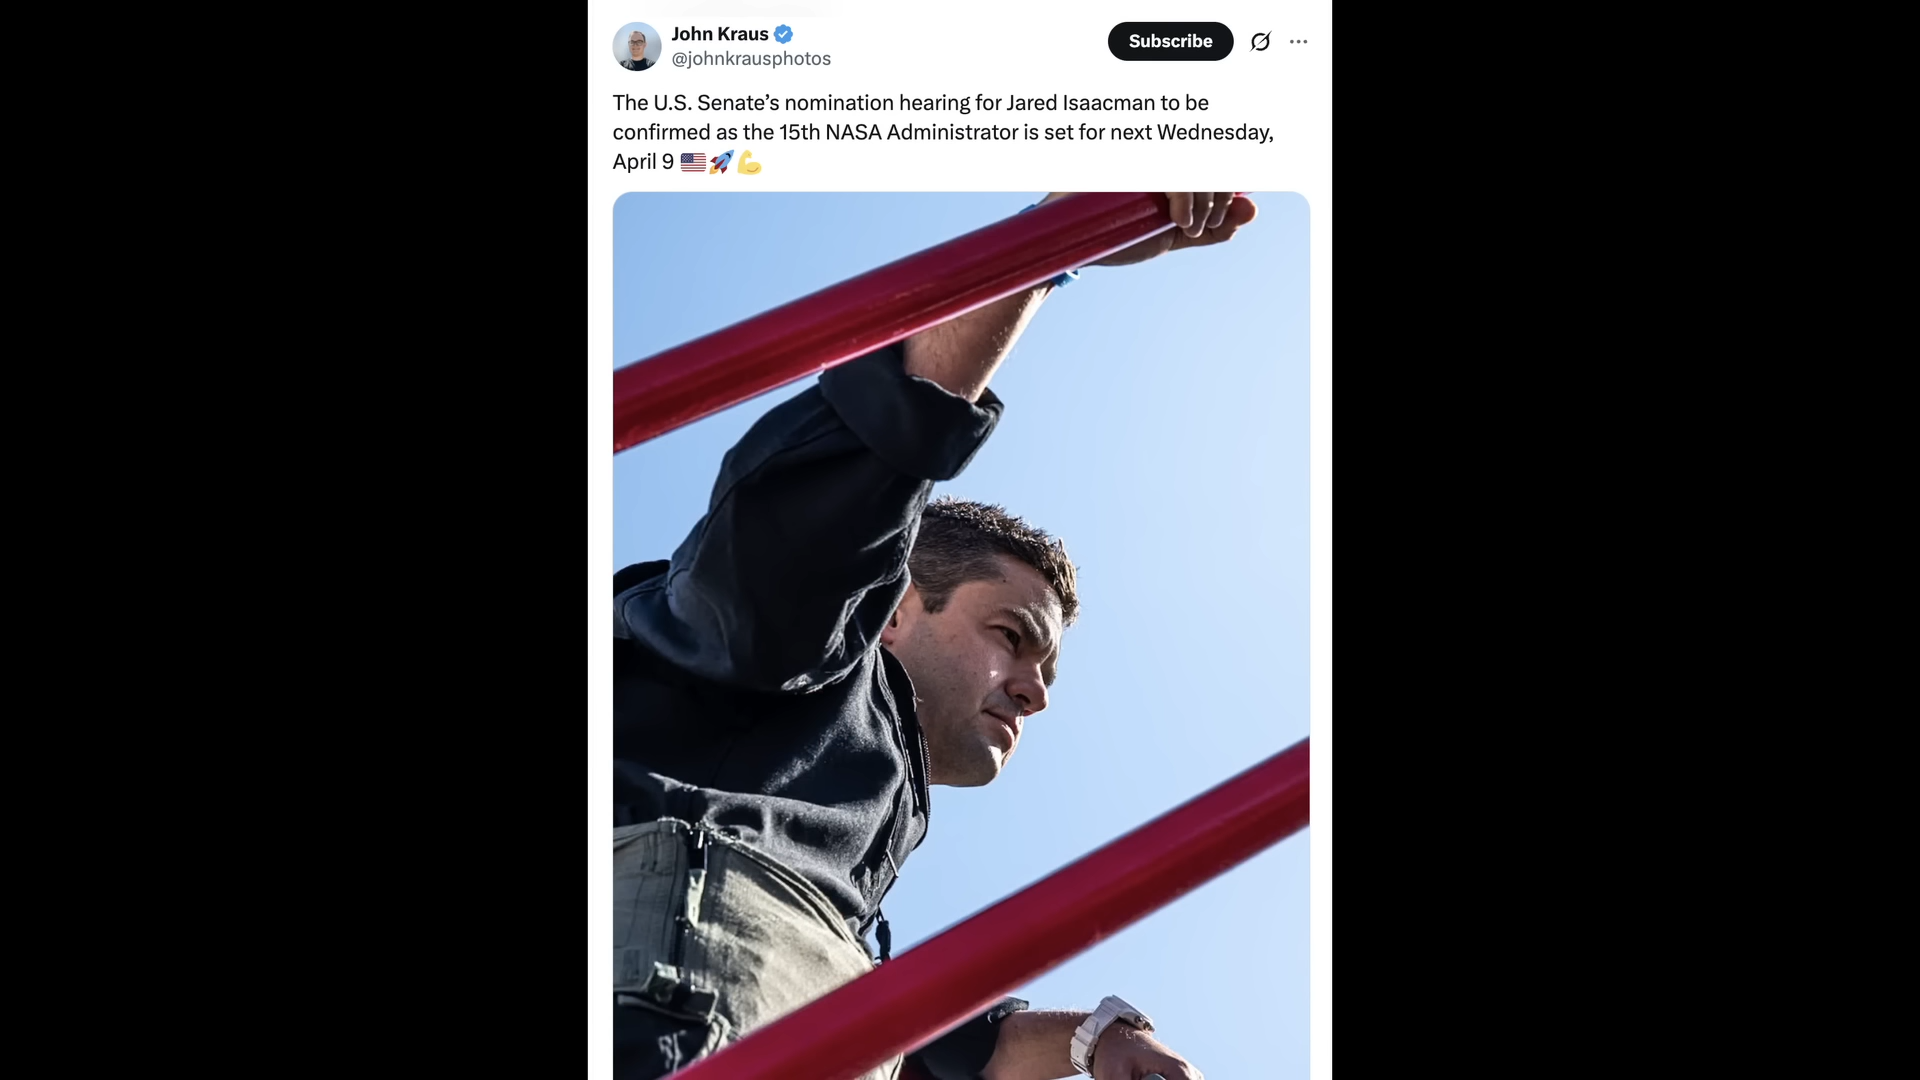 John Kraus
@johnkrausphotos
Subscribe
The U.S. Senate’s nomination hearing for Jared Isaacman to be
confirmed as the 15th NASA Administrator is set for next Wednesday,
April 9 🇺🇸🚀💪